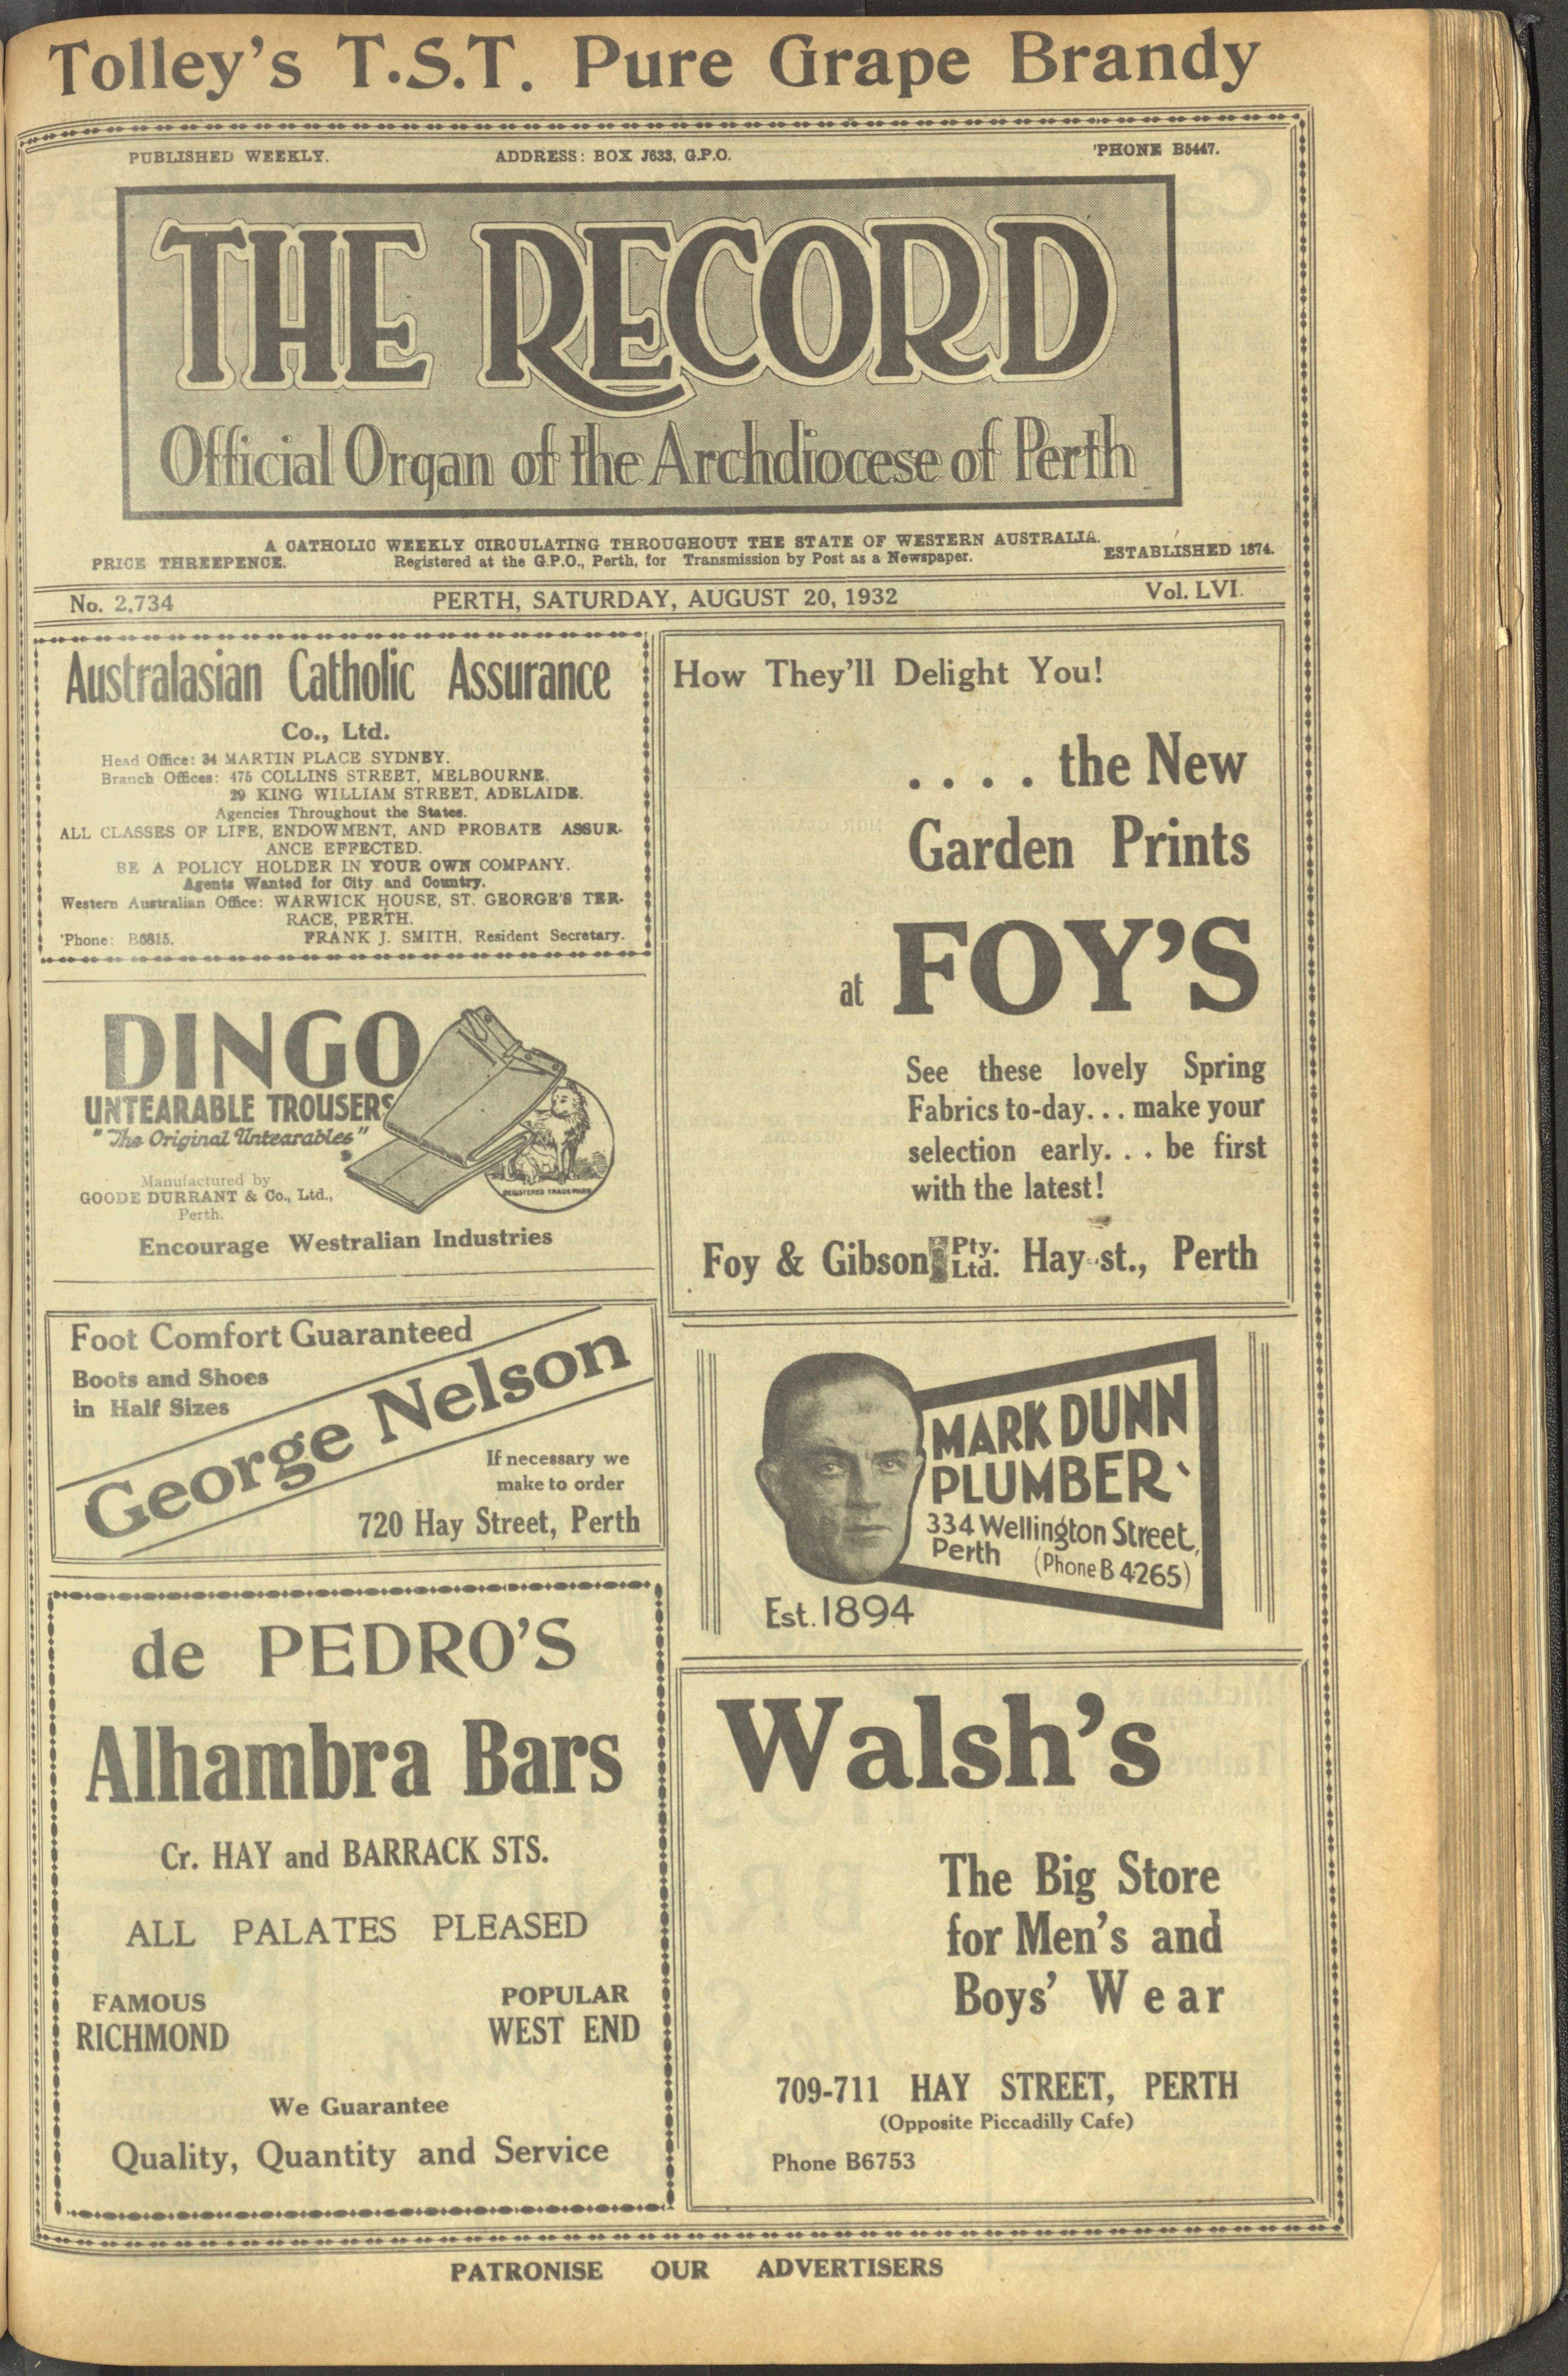 Tolley's T.S.T. Pure Grape Brandy
PUBLISHED WEEKLY. ADDRESS: BOX J633, G.P.O. 'PHONE B5447.
THE RECORD
Official Organ of the Archdiocese of Perth
A CATHOLIC WEEKLY CIRCULATING THROUGHOUT THE STATE OF WESTERN AUSTRALIA.
PRICE THREEPENCE. Registered at the G.P.O., Perth, for Transmission by Post as a Newspaper. ESTABLISHED 1874.
No. 2,734 PERTH, SATURDAY, AUGUST 20, 1932 Vol. LVI.
Australasian Catholic Assurance
Co., Ltd.
Head Office: 34 MARTIN PLACE SYDNEY.
Branch Offices: 475 COLLINS STREET, MELBOURNE.
29 KING WILLIAM STREET, ADELAIDE.
Agencies Throughout the States.
ALL CLASSES OF LIFE, ENDOWMENT, AND PROBATE ASSUR-
ANCE EFFECTED.
BE A POLICY HOLDER IN YOUR OWN COMPANY.
Agents Wanted for City and Country.
Western Australian Office: WARWICK HOUSE, ST. GEORGE'S TER-
RACE, PERTH.
'Phone: B6815. FRANK J. SMITH, Resident Secretary.
DINGO
UNTEARABLE TROUSERS
"The Original Untearables"
Manufactured by
GOODE DURRANT & Co., Ltd.,
Perth.
REGISTERED TRADE MARK
Encourage Westralian Industries
Foot Comfort Guaranteed
Boots and Shoes
in Half Sizes
George Nelson
If necessary we
make to order
720 Hay Street, Perth
de PEDRO'S
Alhambra Bars
Cr. HAY and BARRACK STS.
ALL PALATES PLEASED
FAMOUS POPULAR
RICHMOND WEST END
We Guarantee
Quality, Quantity and Service
How They'll Delight You!
. . . . the New
Garden Prints
at FOY'S
See these lovely Spring
Fabrics to-day. . . make your
selection early. . . be first
with the latest!
Foy & Gibson Pty. Ltd. Hay-st., Perth
MARK DUNN
PLUMBER
334 Wellington Street,
Perth (Phone B 4265)
Est. 1894
Walsh's
The Big Store
for Men's and
Boys' Wear
709-711 HAY STREET, PERTH
(Opposite Piccadilly Cafe)
Phone B6753
PATRONISE OUR ADVERTISERS